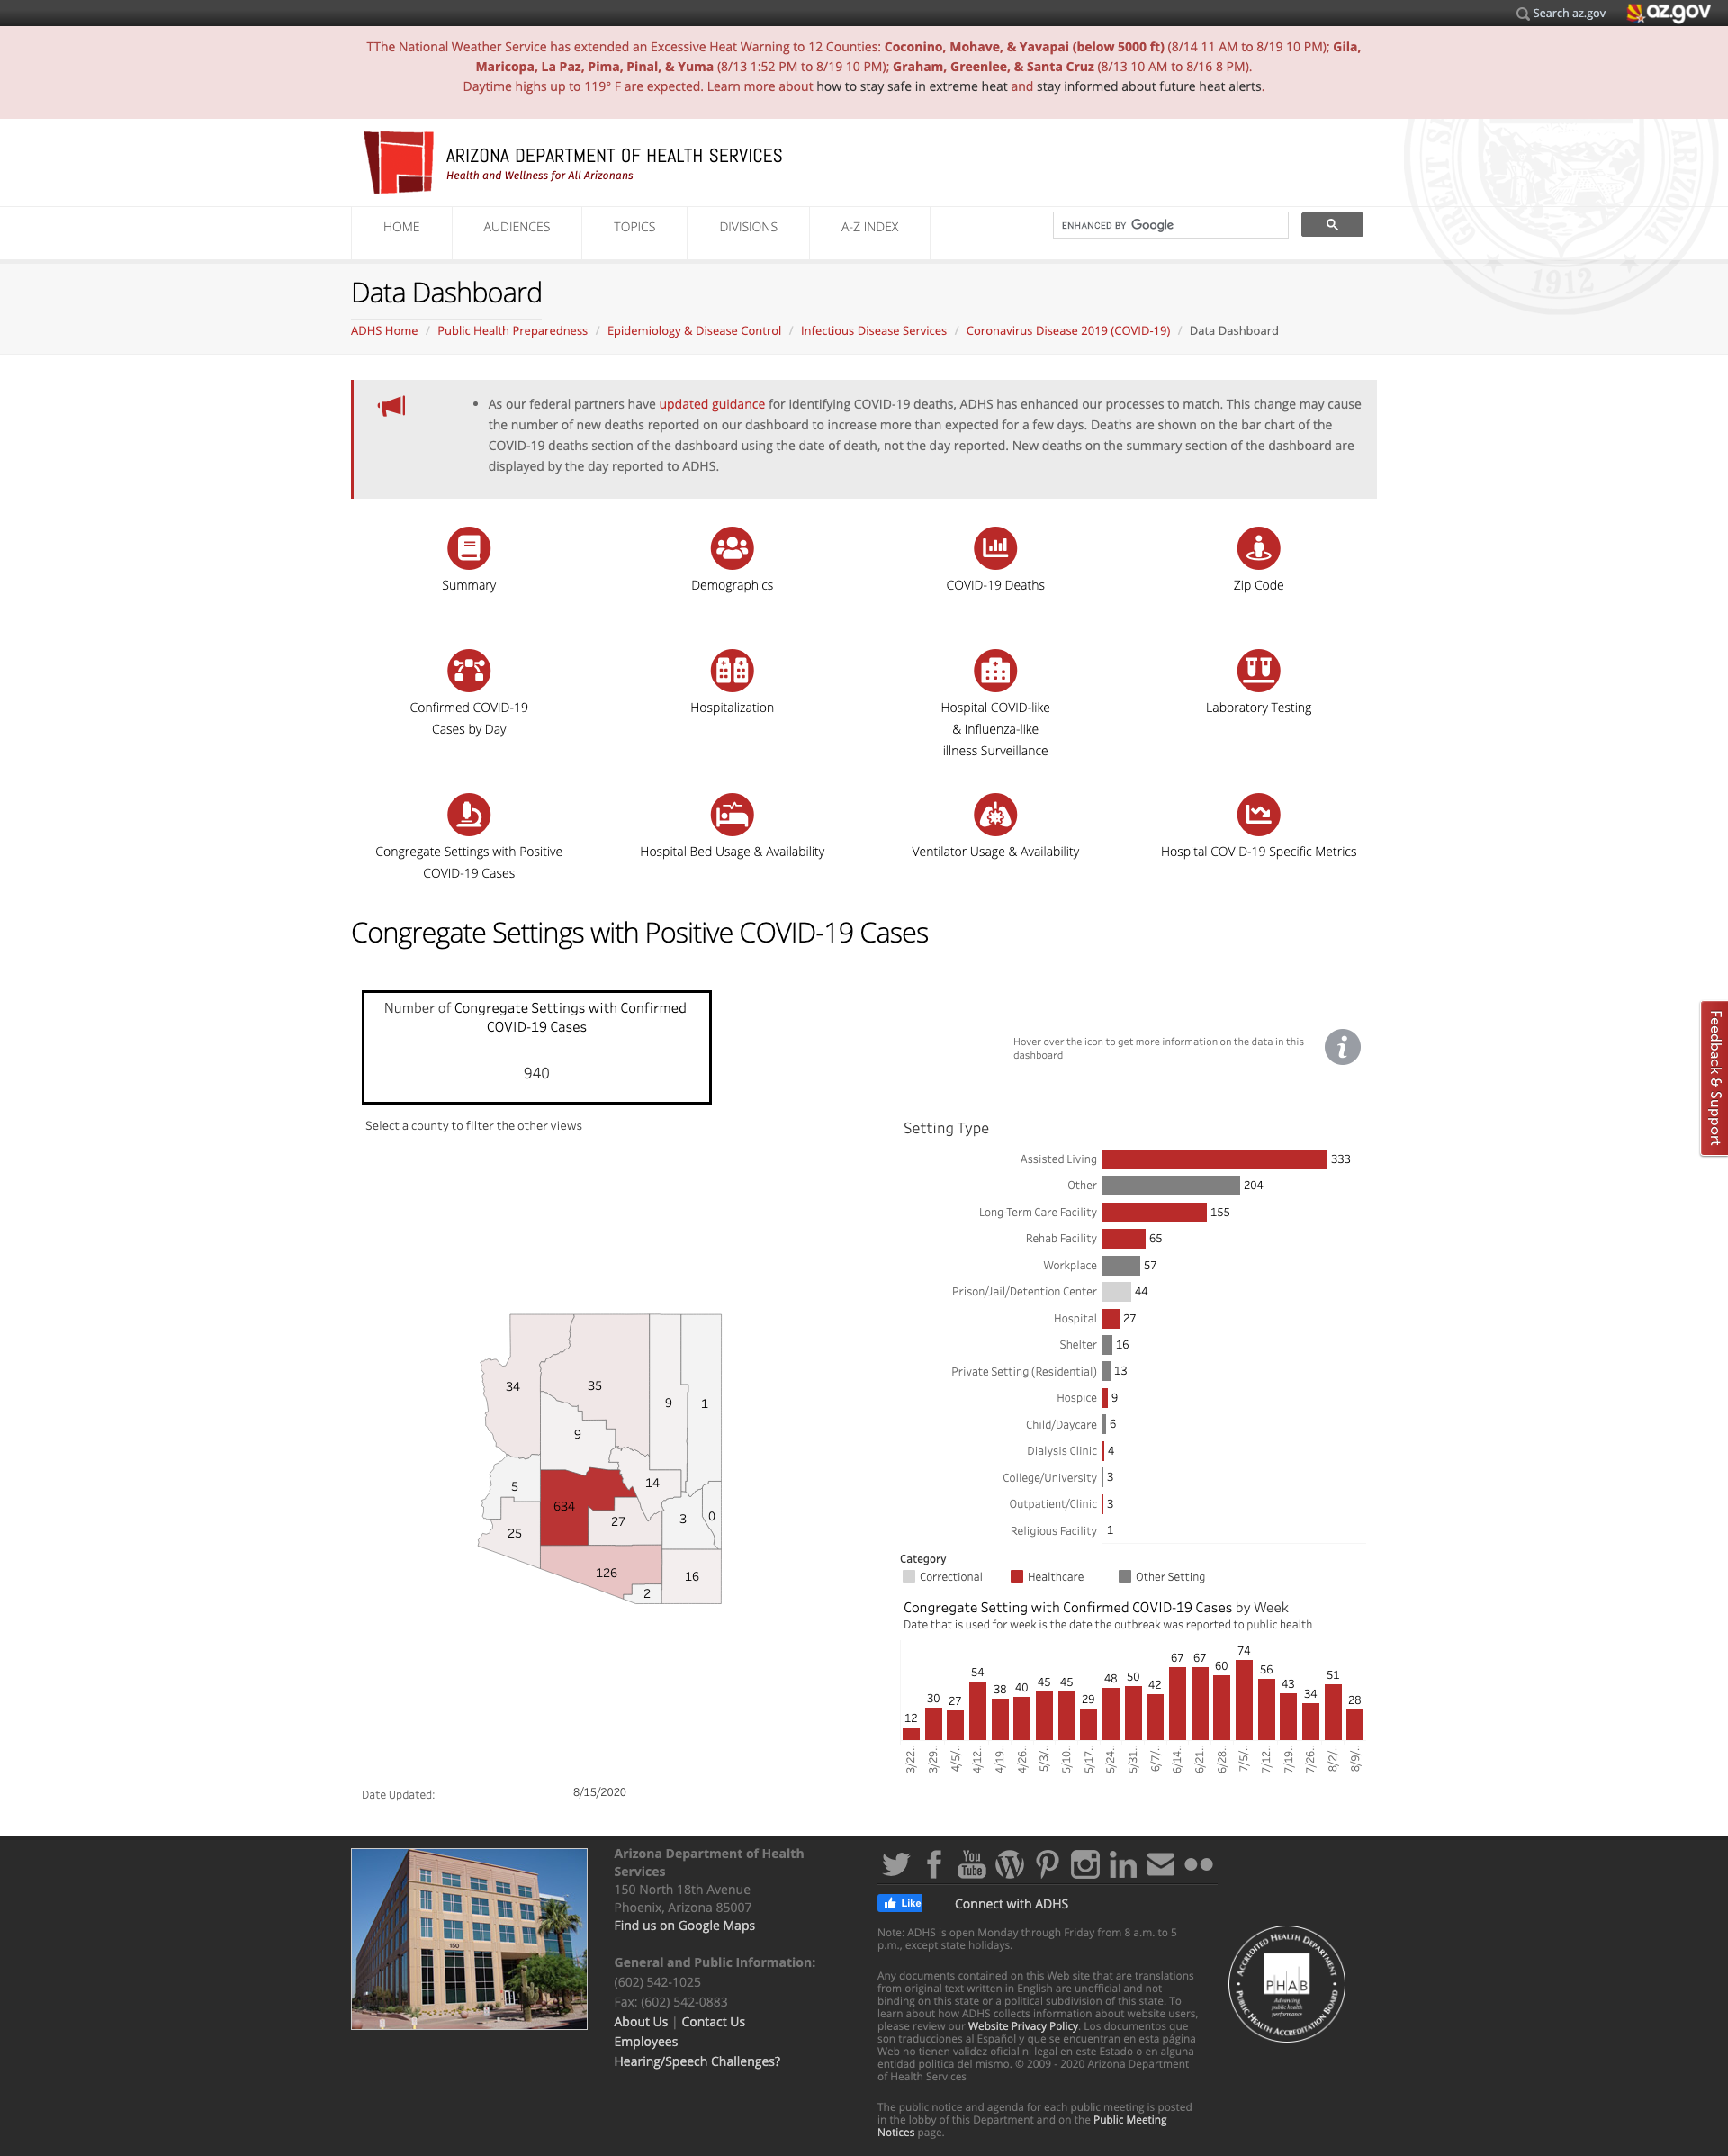 Search az.gov
az.gov
TThe National Weather Service has extended an Excessive Heat Warning to 12 Counties: Coconino, Mohave, & Yavapai (below 5000 ft) (8/14 11 AM to 8/19 10 PM); Gila,
Maricopa, La Paz, Pima, Pinal, & Yuma (8/13 1:52 PM to 8/19 10 PM); Graham, Greenlee, & Santa Cruz (8/13 10 AM to 8/16 8 PM).
Daytime highs up to 119° F are expected. Learn more about how to stay safe in extreme heat and stay informed about future heat alerts.
ARIZONA DEPARTMENT OF HEALTH SERVICES
Health and Wellness for All Arizonans
GREAT
ARIZONA
1912
HOME
AUDIENCES
TOPICS
DIVISIONS
A-Z INDEX
ENHANCED BY Google
Data Dashboard
ADHS Home / Public Health Preparedness / Epidemiology & Disease Control / Infectious Disease Services / Coronavirus Disease 2019 (COVID-19) / Data Dashboard
• As our federal partners have updated guidance for identifying COVID-19 deaths, ADHS has enhanced our processes to match. This change may cause
the number of new deaths reported on our dashboard to increase more than expected for a few days. Deaths are shown on the bar chart of the
COVID-19 deaths section of the dashboard using the date of death, not the day reported. New deaths on the summary section of the dashboard are
displayed by the day reported to ADHS.
Summary
Demographics
COVID-19 Deaths
Zip Code
Confirmed COVID-19
Cases by Day
Hospitalization
Hospital COVID-like
& Influenza-like
illness Surveillance
Laboratory Testing
Congregate Settings with Positive
COVID-19 Cases
Hospital Bed Usage & Availability
Ventilator Usage & Availability
Hospital COVID-19 Specific Metrics
Congregate Settings with Positive COVID-19 Cases
Number of Congregate Settings with Confirmed
COVID-19 Cases
940
Select a county to filter the other views
Hover over the icon to get more information on the data in this
dashboard
i
Feedback & Support
34
35
9
1
9
5
14
634
27
3
0
25
126
16
2
Setting Type
Assisted Living 333
Other 204
Long-Term Care Facility 155
Rehab Facility 65
Workplace 57
Prison/Jail/Detention Center 44
Hospital 27
Shelter 16
Private Setting (Residential) 13
Hospice 9
Child/Daycare 6
Dialysis Clinic 4
College/University 3
Outpatient/Clinic 3
Religious Facility 1
Category
Correctional
Healthcare
Other Setting
Congregate Setting with Confirmed COVID-19 Cases by Week
Date that is used for week is the date the outbreak was reported to public health
12 30 27 54 38 40 45 45 29 48 50 42 67 67 60 74 56 43 34 51 28
3/22.. 3/29.. 4/5/.. 4/12.. 4/19.. 4/26.. 5/3/.. 5/10.. 5/17.. 5/24.. 5/31.. 6/7/.. 6/14.. 6/21.. 6/28.. 7/5/.. 7/12.. 7/19.. 7/26.. 8/2/.. 8/9/..
Date Updated:
8/15/2020
150
Arizona Department of Health
Services
150 North 18th Avenue
Phoenix, Arizona 85007
Find us on Google Maps
General and Public Information:
(602) 542-1025
Fax: (602) 542-0883
About Us | Contact Us
Employees
Hearing/Speech Challenges?
You
Tube
Like
Connect with ADHS
Note: ADHS is open Monday through Friday from 8 a.m. to 5
p.m., except state holidays.
Any documents contained on this Web site that are translations
from original text written in English are unofficial and not
binding on this state or a political subdivision of this state. To
learn about how ADHS collects information about website users,
please review our Website Privacy Policy. Los documentos que
son traducciones al Español y que se encuentran en esta página
Web no tienen validez oficial ni legal en este Estado o en alguna
entidad política del mismo. © 2009 - 2020 Arizona Department
of Health Services
The public notice and agenda for each public meeting is posted
in the lobby of this Department and on the Public Meeting
Notices page.
ACCREDITED HEALTH DEPARTMENT
PHAB
Advancing
public health
performance
PUBLIC HEALTH ACCREDITATION BOARD